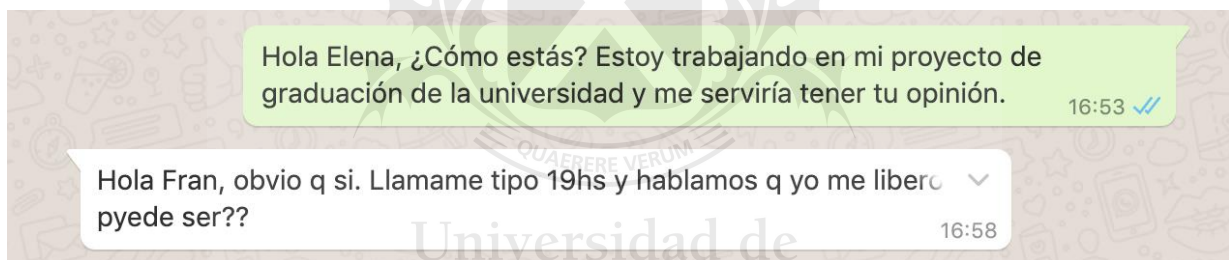 Hola Elena, ¿Cómo estás? Estoy trabajando en mi proyecto de
graduación de la universidad y me serviría tener tu opinión.
16:53
QUAERERE VERUM
Hola Fran, obvio q si. Llamame tipo 19hs y hablamos q yo me libero
pyede ser??
16:58
Universidad de